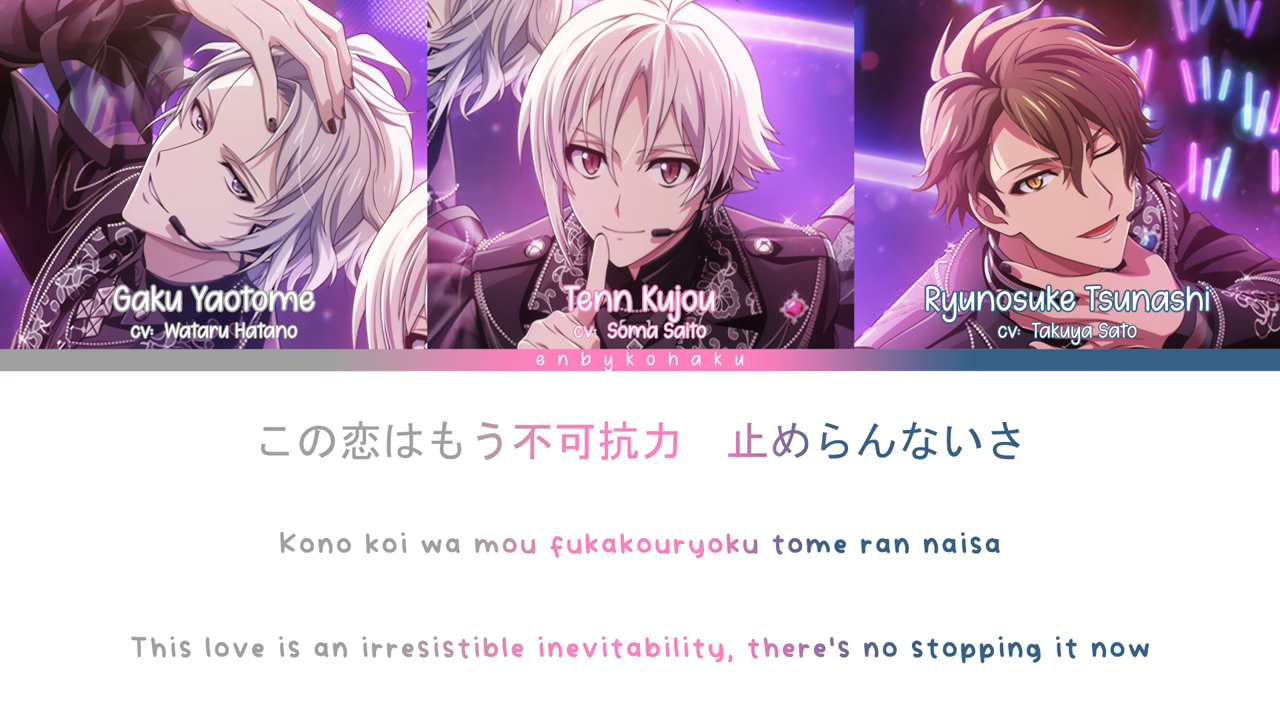 Gaku Yaotome
cv: Wataru Hatano
Tenn Kujou
cv: Sōma Saito
Ryunosuke Tsunashi
cv: Takuya Sato
enbykohaku
この恋はもう不可抗力　止めらんないさ
Kono koi wa mou fukakouryoku tome ran naisa
This love is an irresistible inevitability, there's no stopping it now